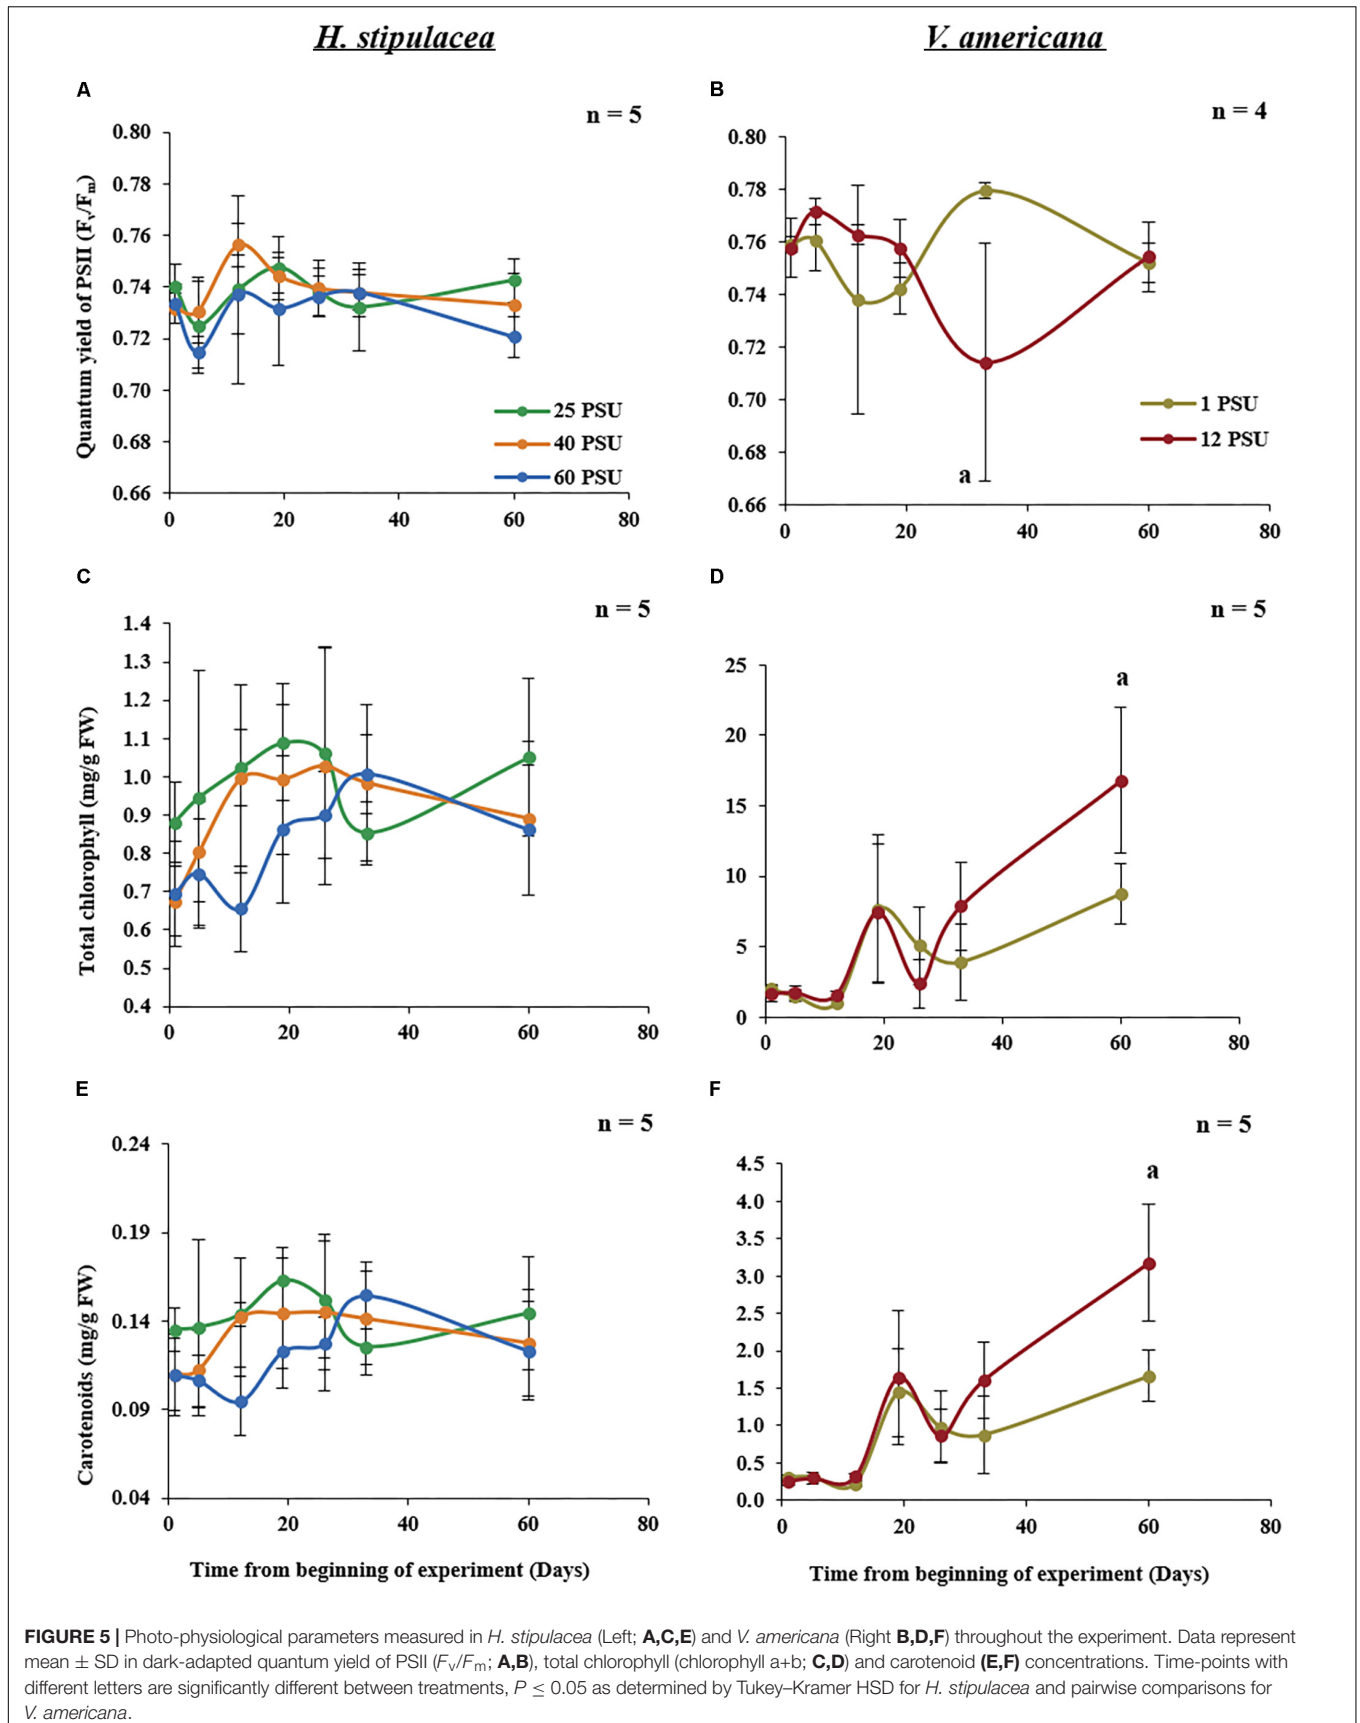 H. stipulacea
V. americana
A
n = 5
Quantum yield of PSII (Fv/Fm)
0.80
0.78
0.76
0.74
0.72
0.70
0.68
0.66
25 PSU
40 PSU
60 PSU
0 20 40 60 80
B
n = 4
0.80
0.78
0.76
0.74
0.72
0.70
0.68
0.66
1 PSU
12 PSU
a
0 20 40 60 80
C
n = 5
Total chlorophyll (mg/g FW)
1.4
1.3
1.2
1.1
1.0
0.9
0.8
0.7
0.6
0.5
0.4
0 20 40 60 80
D
n = 5
a
25
20
15
10
5
0
0 20 40 60 80
E
n = 5
Carotenoids (mg/g FW)
0.24
0.19
0.14
0.09
0.04
0 20 40 60 80
Time from beginning of experiment (Days)
F
n = 5
a
4.5
4.0
3.5
3.0
2.5
2.0
1.5
1.0
0.5
0.0
0 20 40 60 80
Time from beginning of experiment (Days)
FIGURE 5 | Photo-physiological parameters measured in H. stipulacea (Left; A,C,E) and V. americana (Right B,D,F) throughout the experiment. Data represent
mean ± SD in dark-adapted quantum yield of PSII (Fv/Fm; A,B), total chlorophyll (chlorophyll a+b; C,D) and carotenoid (E,F) concentrations. Time-points with
different letters are significantly different between treatments, P ≤ 0.05 as determined by Tukey–Kramer HSD for H. stipulacea and pairwise comparisons for
V. americana.